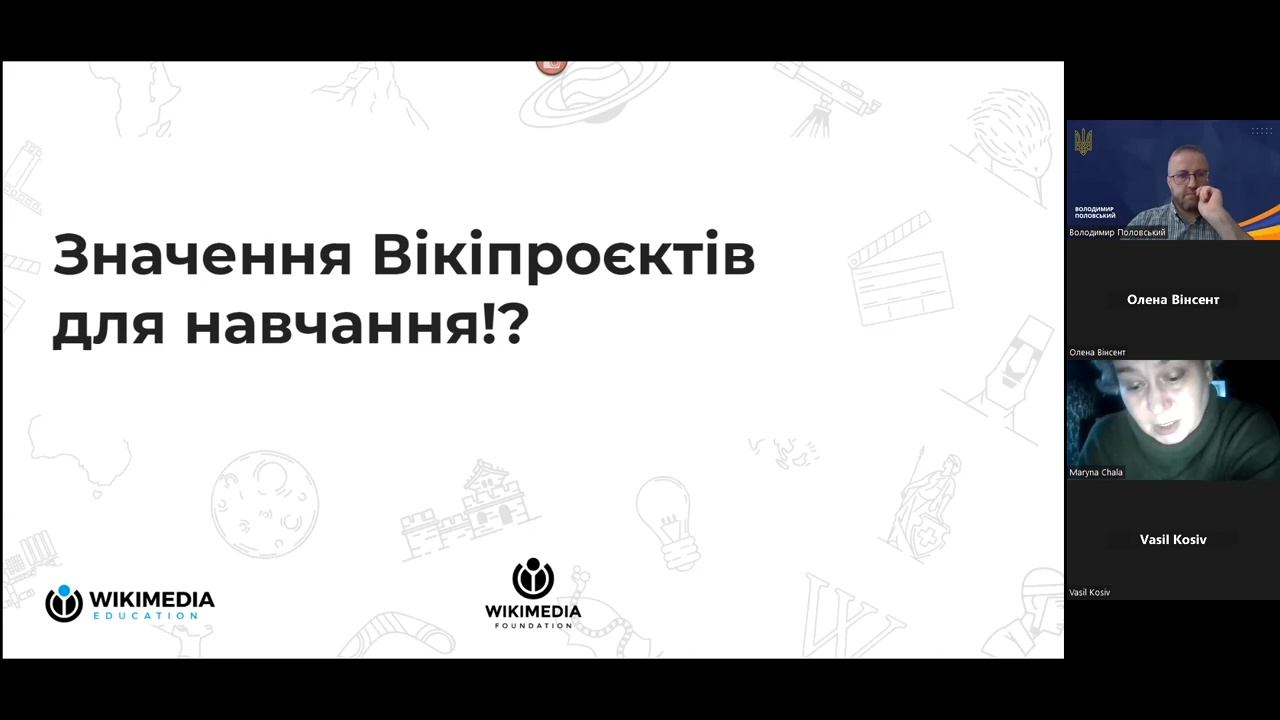 Значення Вікіпроєктів
для навчання!?
WIKIMEDIA
EDUCATION
WIKIMEDIA
FOUNDATION
W
ВОЛОДИМИР
ПОЛОВСЬКИЙ
Володимир Половський
Олена Вінсент
Олена Вінсент
Maryna Chala
Vasil Kosiv
Vasil Kosiv